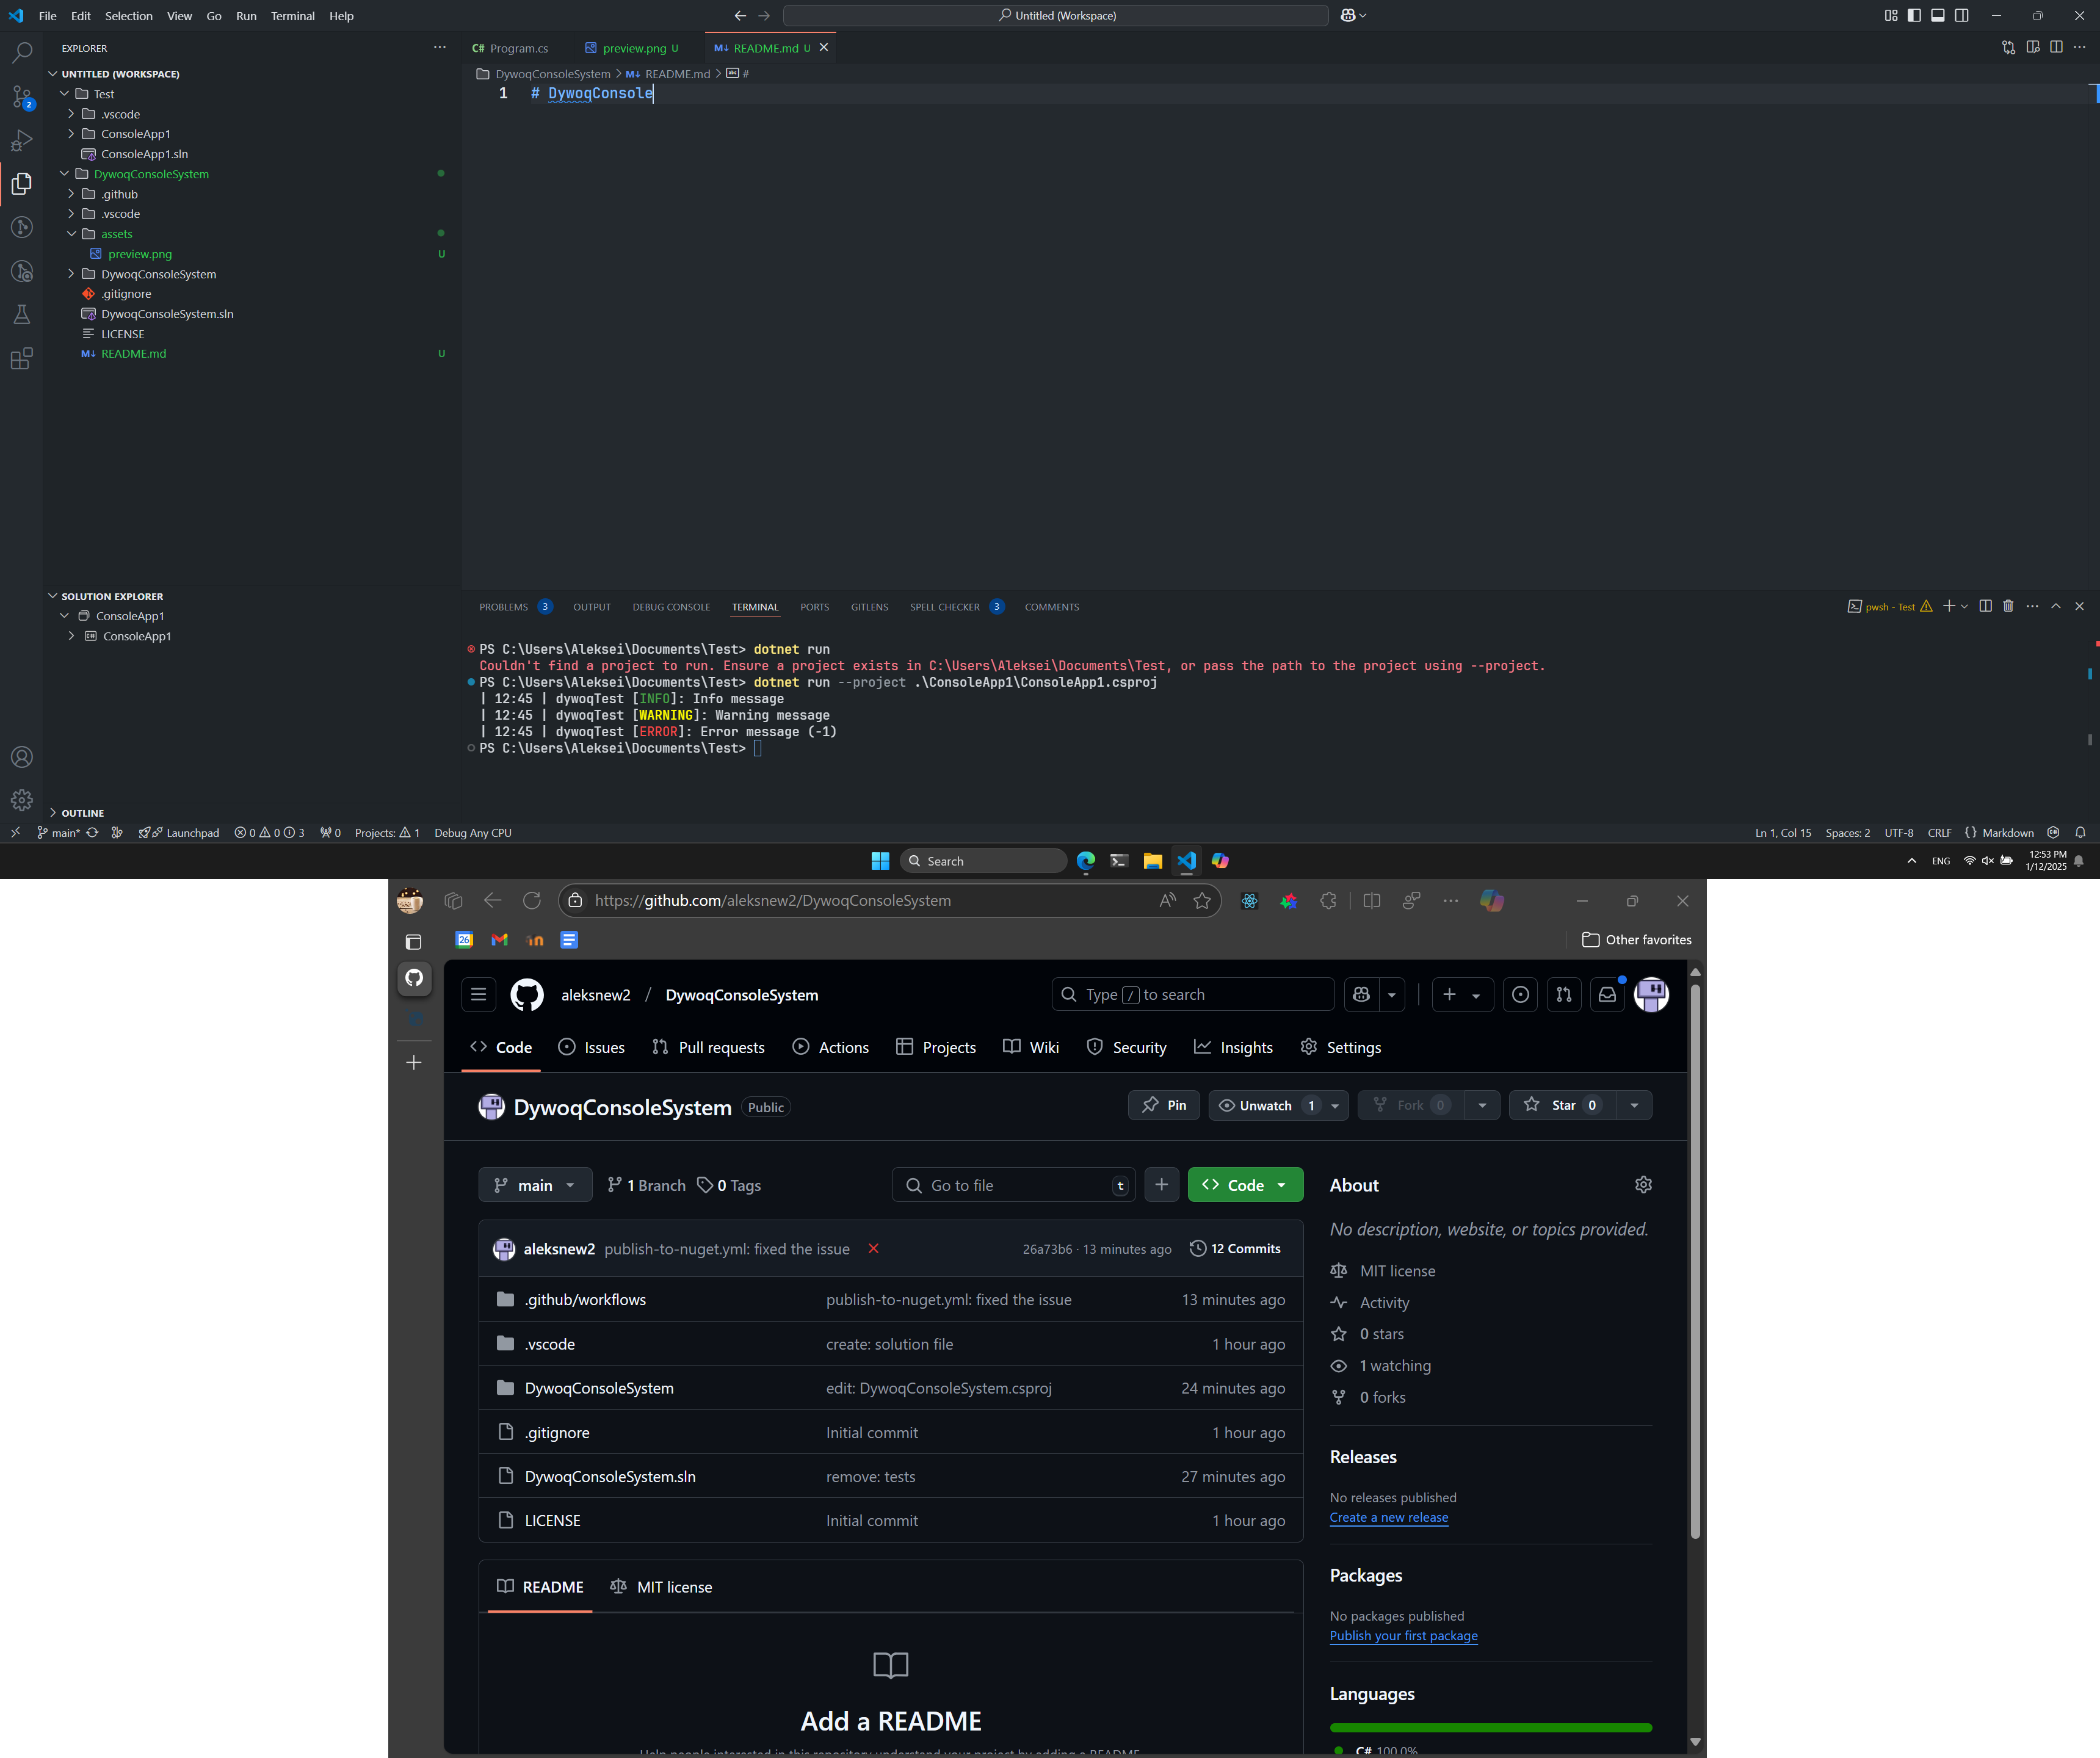 File Edit Selection View Go Run Terminal Help
Untitled (Workspace)
EXPLORER
UNTITLED (WORKSPACE)
Test
.vscode
ConsoleApp1
ConsoleApp1.sln
DywoqConsoleSystem
.github
.vscode
assets
preview.png U
DywoqConsoleSystem
.gitignore
DywoqConsoleSystem.sln
LICENSE
README.md U
SOLUTION EXPLORER
ConsoleApp1
ConsoleApp1
OUTLINE
2
C# Program.cs preview.png U README.md U
DywoqConsoleSystem > README.md > #
1 # DywoqConsole
PROBLEMS 3 OUTPUT DEBUG CONSOLE TERMINAL PORTS GITLENS SPELL CHECKER 3 COMMENTS
pwsh - Test
PS C:\Users\Aleksei\Documents\Test> dotnet run
Couldn't find a project to run. Ensure a project exists in C:\Users\Aleksei\Documents\Test, or pass the path to the project using --project.
PS C:\Users\Aleksei\Documents\Test> dotnet run --project .\ConsoleApp1\ConsoleApp1.csproj
| 12:45 | dywoqTest [INFO]: Info message
| 12:45 | dywoqTest [WARNING]: Warning message
| 12:45 | dywoqTest [ERROR]: Error message (-1)
PS C:\Users\Aleksei\Documents\Test>
main* Launchpad 0 0 3 0 Projects: 1 Debug Any CPU
Ln 1, Col 15 Spaces: 2 UTF-8 CRLF {} Markdown
Search
ENG
12:53 PM
1/12/2025
https://github.com/aleksnew2/DywoqConsoleSystem
26
Other favorites
aleksnew2 / DywoqConsoleSystem
Type / to search
Code Issues Pull requests Actions Projects Wiki Security Insights Settings
DywoqConsoleSystem Public
Pin Unwatch 1 Fork 0 Star 0
main 1 Branch 0 Tags
Go to file t
Code
aleksnew2 publish-to-nuget.yml: fixed the issue 26a73b6 · 13 minutes ago 12 Commits
.github/workflows publish-to-nuget.yml: fixed the issue 13 minutes ago
.vscode create: solution file 1 hour ago
DywoqConsoleSystem edit: DywoqConsoleSystem.csproj 24 minutes ago
.gitignore Initial commit 1 hour ago
DywoqConsoleSystem.sln remove: tests 27 minutes ago
LICENSE Initial commit 1 hour ago
README MIT license
Add a README
Help people interested in this repository understand your project by adding a README
About
No description, website, or topics provided.
MIT license
Activity
0 stars
1 watching
0 forks
Releases
No releases published
Create a new release
Packages
No packages published
Publish your first package
Languages
C# 100.0%